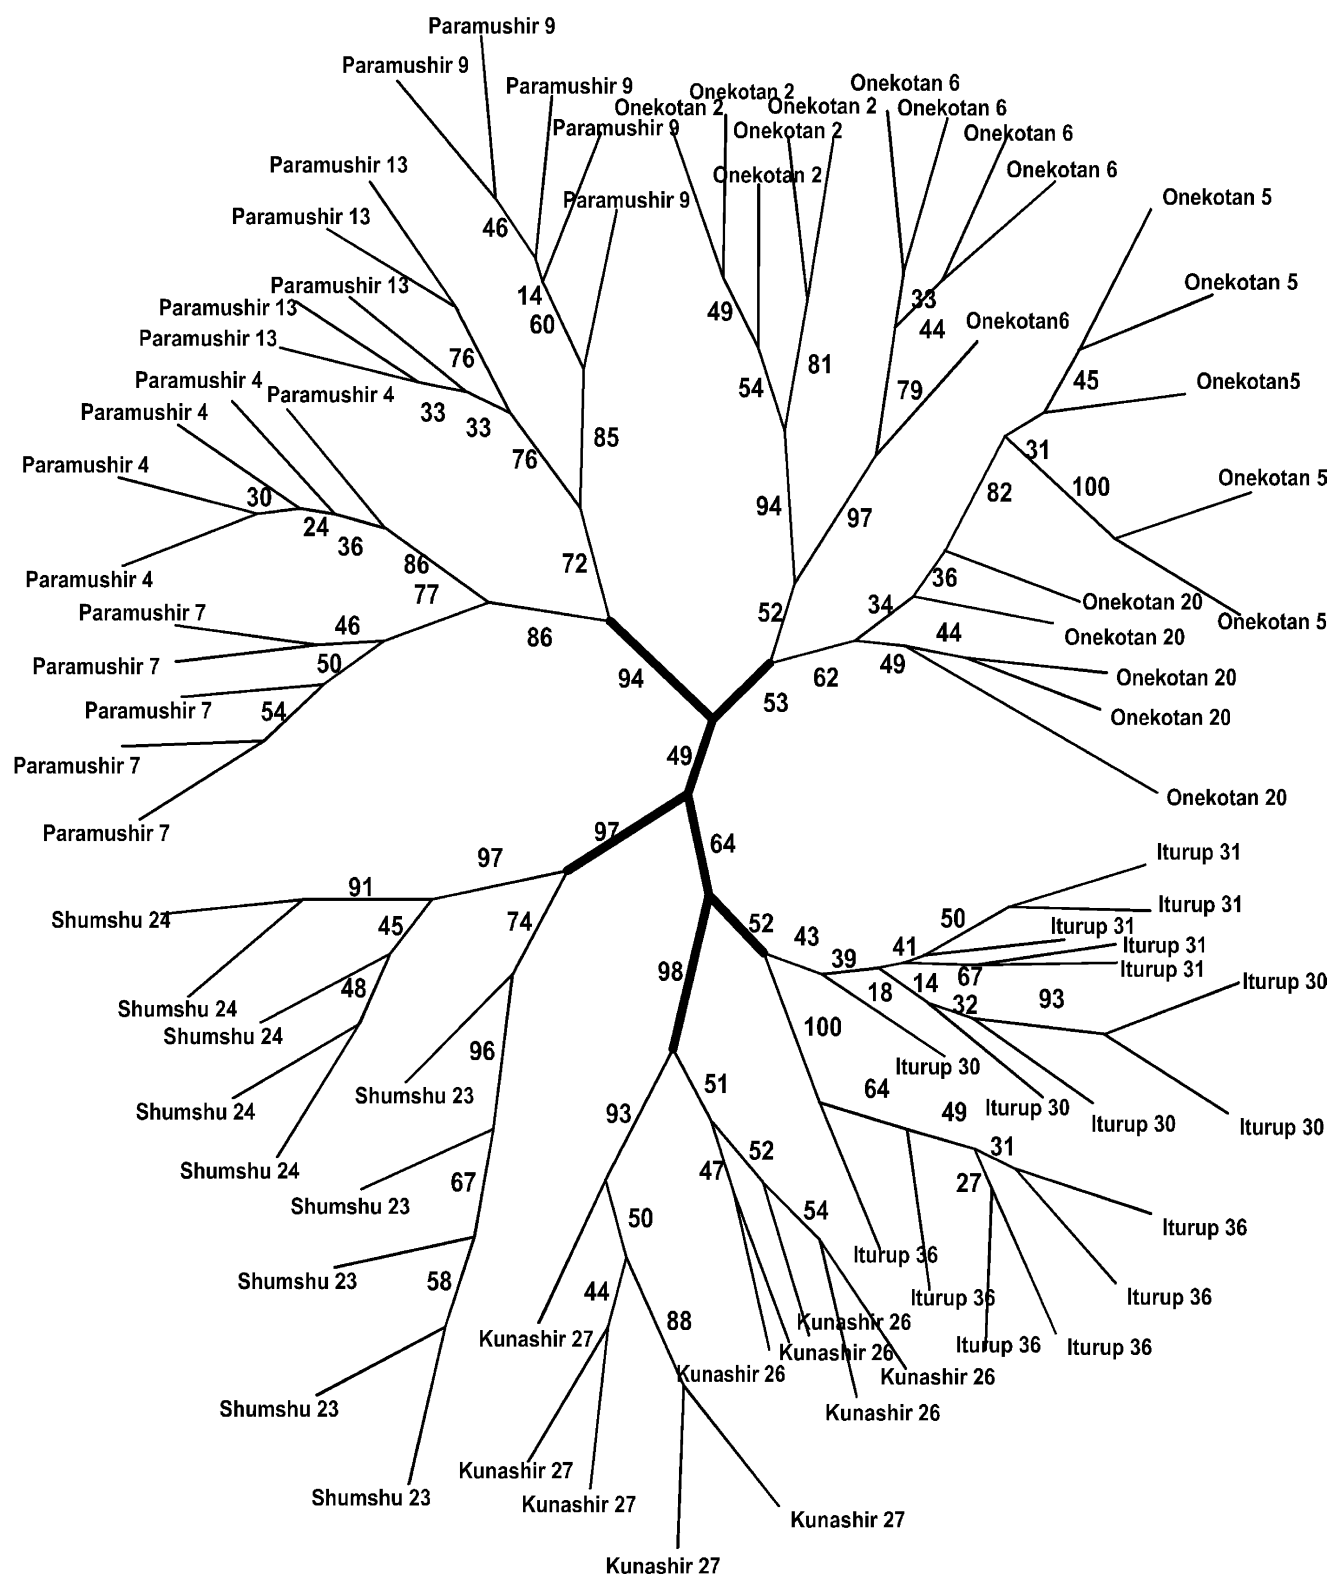 Paramushir 9
Paramushir 9
Paramushir 9
Paramushir 9
Paramushir 9
46
14
60
85
Paramushir 13
Paramushir 13
Paramushir 13
Paramushir 13
Paramushir 13
76
33
33
76
72
Paramushir 4
Paramushir 4
Paramushir 4
Paramushir 4
Paramushir 4
30
24
36
86
77
86
Paramushir 7
Paramushir 7
Paramushir 7
Paramushir 7
Paramushir 7
46
50
54
94
Onekotan 2
Onekotan 2
Onekotan 2
Onekotan 2
Onekotan 2
49
54
81
94
Onekotan 6
Onekotan 6
Onekotan 6
Onekotan 6
Onekotan6
33
44
79
97
52
Onekotan 5
Onekotan 5
Onekotan5
Onekotan 5
Onekotan 5
45
31
100
82
36
34
Onekotan 20
Onekotan 20
Onekotan 20
Onekotan 20
Onekotan 20
44
49
62
53
49
97
64
97
91
45
48
74
Shumshu 24
Shumshu 24
Shumshu 24
Shumshu 24
Shumshu 24
96
67
58
Shumshu 23
Shumshu 23
Shumshu 23
Shumshu 23
Shumshu 23
52
43
39
41
50
67
18
14
32
93
Iturup 31
Iturup 31
Iturup 31
Iturup 31
Iturup 31
Iturup 30
Iturup 30
Iturup 30
Iturup 30
Iturup 30
100
64
49
31
27
Iturup 36
Iturup 36
Iturup 36
Iturup 36
Iturup 36
Iturup 36
98
93
51
52
47
54
50
44
88
Kunashir 26
Kunashir 26
Kunashir 26
Kunashir 26
Kunashir 26
Kunashir 27
Kunashir 27
Kunashir 27
Kunashir 27
Kunashir 27